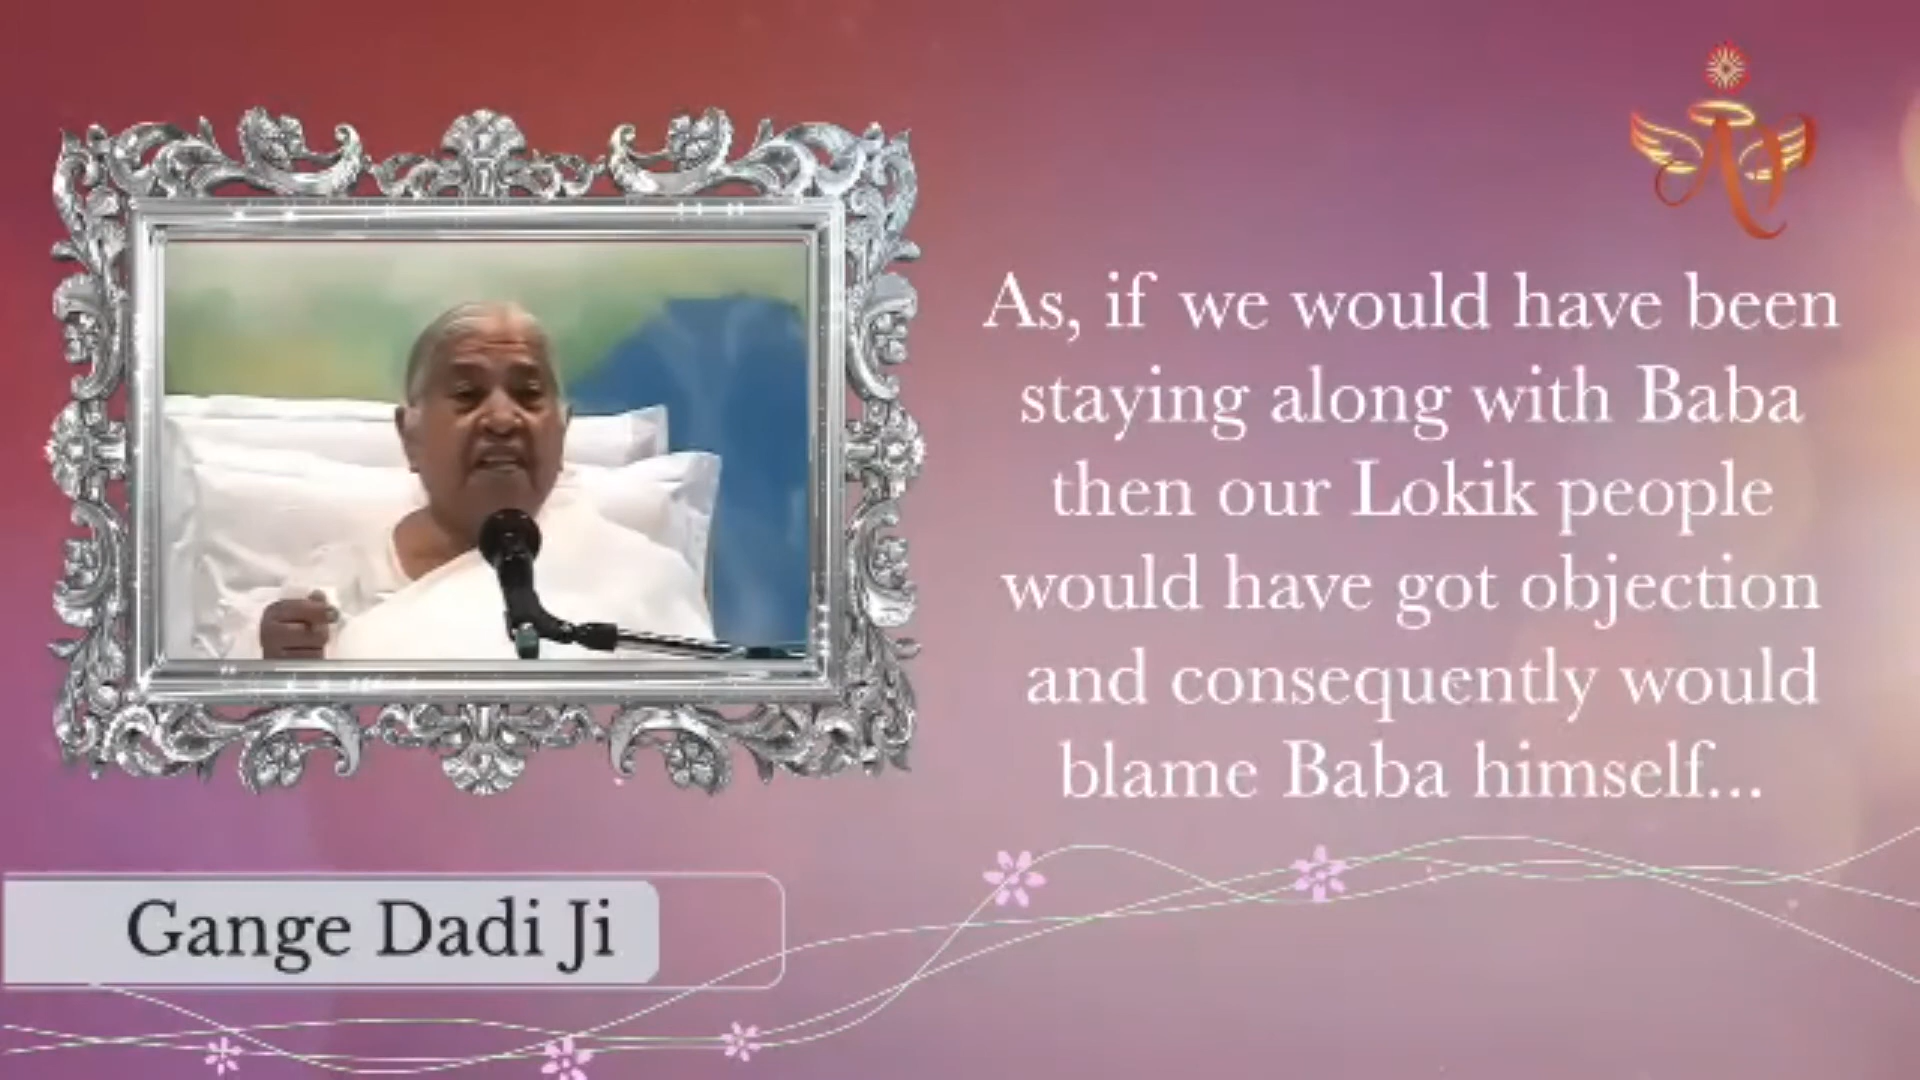 As, if we would have been
staying along with Baba
then our Lokik people
would have got objection
and consequently would
blame Baba himself...
Gange Dadi Ji